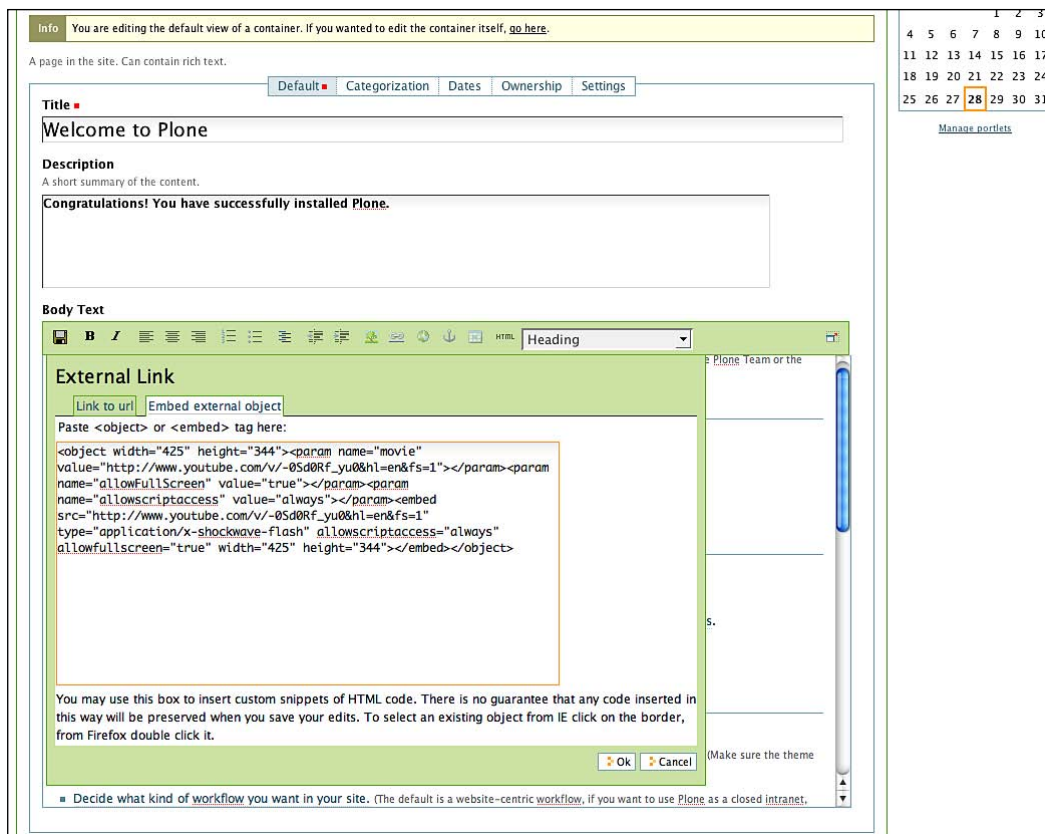 Info You are editing the default view of a container. If you wanted to edit the container itself, go here.
A page in the site. Can contain rich text.
Default Categorization Dates Ownership Settings
Title
Welcome to Plone
Description
A short summary of the content.
Congratulations! You have successfully installed Plone.
Body Text
B I HTML Heading
Plone Team or the
External Link
Link to url Embed external object
Paste <object> or <embed> tag here:
<object width="425" height="344"><param name="movie"
value="http://www.youtube.com/v/-0Sd0Rf_yu0&hl=en&fs=1"></param><param
name="allowFullScreen" value="true"></param><param
name="allowscriptaccess" value="always"></param><embed
src="http://www.youtube.com/v/-0Sd0Rf_yu0&hl=en&fs=1"
type="application/x-shockwave-flash" allowscriptaccess="always"
allowfullscreen="true" width="425" height="344"></embed></object>
s.
You may use this box to insert custom snippets of HTML code. There is no guarantee that any code inserted in
this way will be preserved when you save your edits. To select an existing object from IE click on the border,
from Firefox double click it.
Ok Cancel
(Make sure the theme
Decide what kind of workflow you want in your site. (The default is a website-centric workflow, if you want to use Plone as a closed intranet,
1 2 3
4 5 6 7 8 9 10
11 12 13 14 15 16 17
18 19 20 21 22 23 24
25 26 27 28 29 30 31
Manage portlets